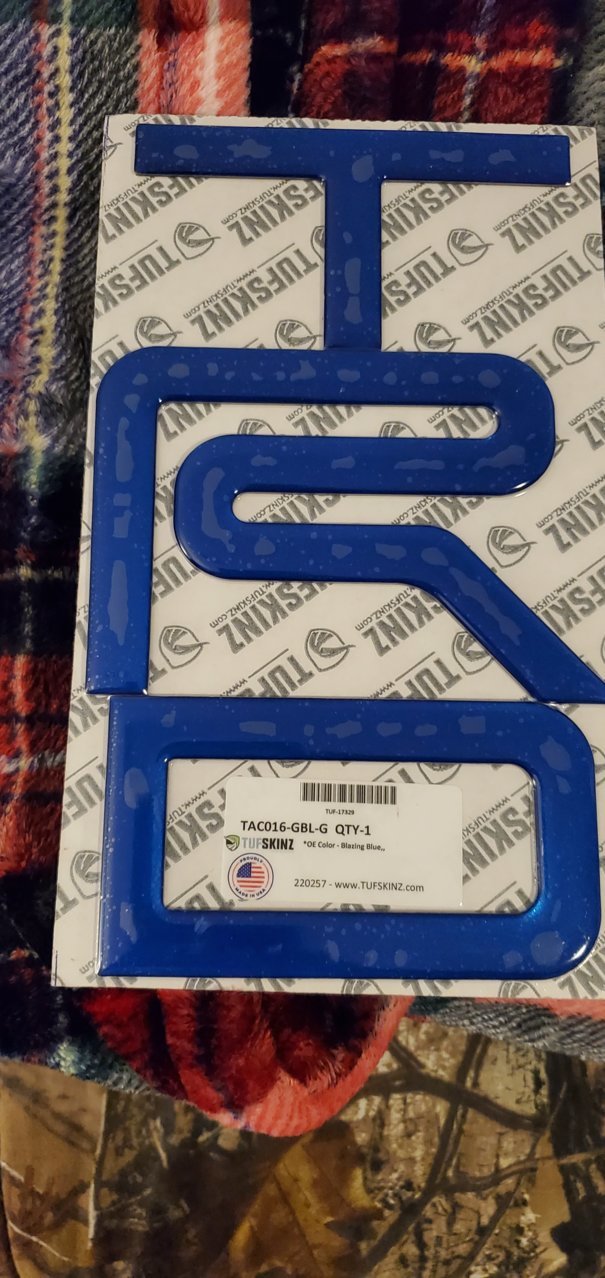 T
R
D
TUFSKINZ
www.TUFSKINZ.com
TUF-17329
TAC016-GBL-G QTY-1
TUFSKINZ *OE Color - Blazing Blue,,
PROUDLY
MADE IN USA
220257 - www.TUFSKINZ.com